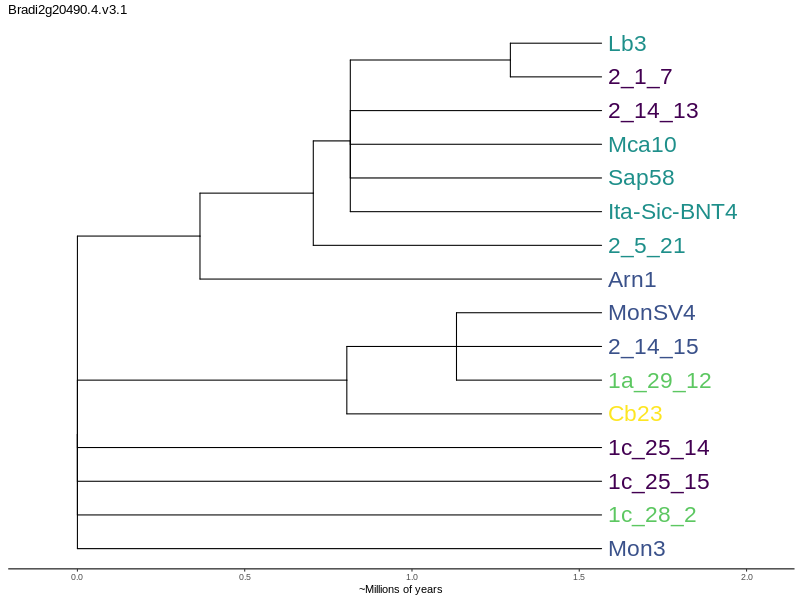 Bradi2g20490.4.v3.1
Lb3
2_1_7
2_14_13
Mca10
Sap58
Ita-Sic-BNT4
2_5_21
Arn1
MonSV4
2_14_15
1a_29_12
Cb23
1c_25_14
1c_25_15
1c_28_2
Mon3
0.0 0.5 1.0 1.5 2.0
~Millions of years